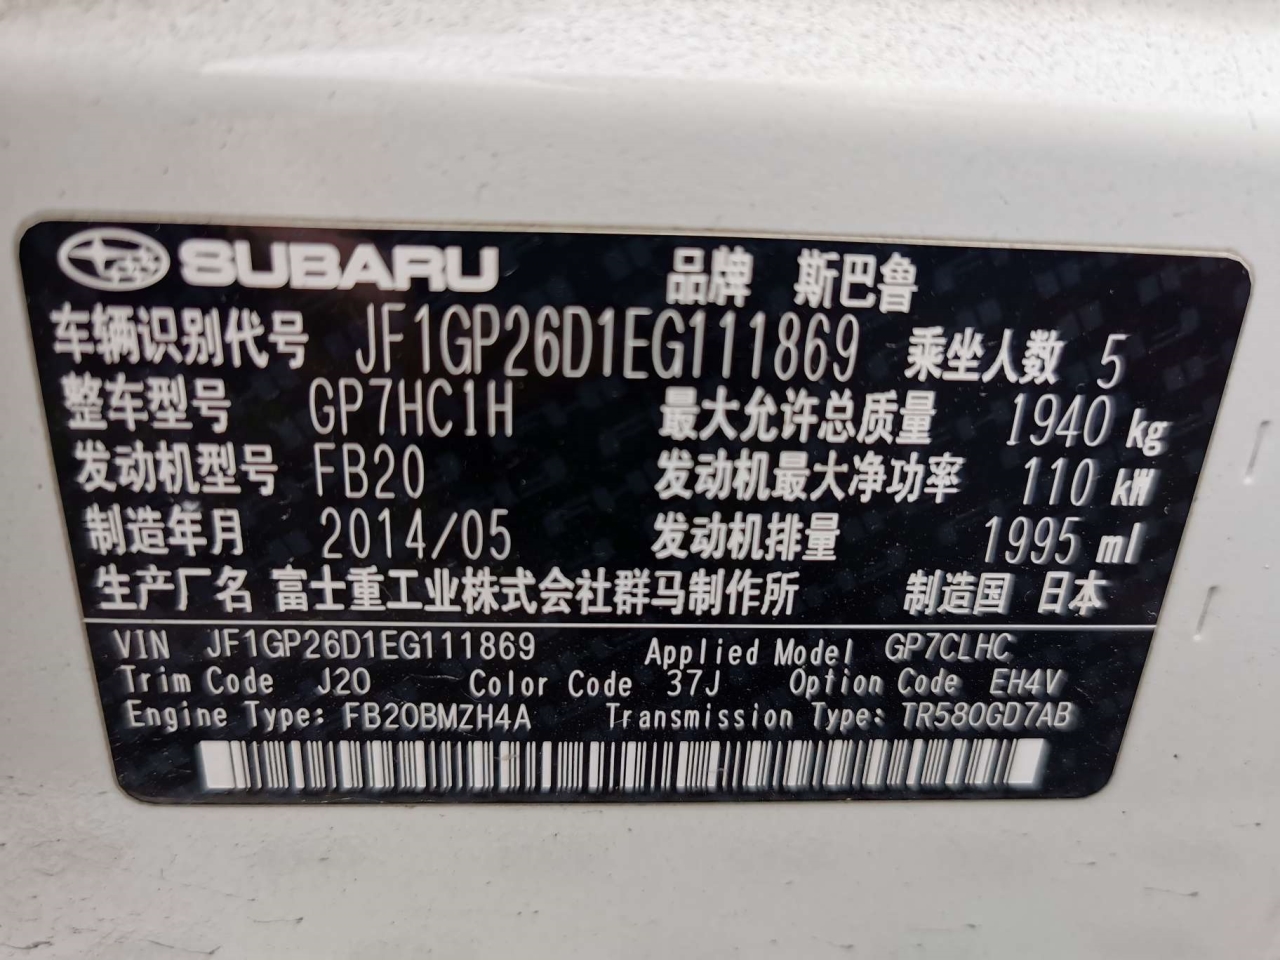 SUBARU 品牌 斯巴鲁
车辆识别代号 JF1GP26D1EG111869 乘坐人数 5
整车型号 GP7HC1H 最大允许总质量 1940 kg
发动机型号 FB20 发动机最大净功率 110 kW
制造年月 2014/05 发动机排量 1995 ml
生产厂名 富士重工业株式会社群马制作所 制造国 日本
VIN JF1GP26D1EG111869 Applied Model GP7CLHC
Trim Code J20 Color Code 37J Option Code EH4V
Engine Type: FB20BMZH4A Transmission Type: TR580GD7AB